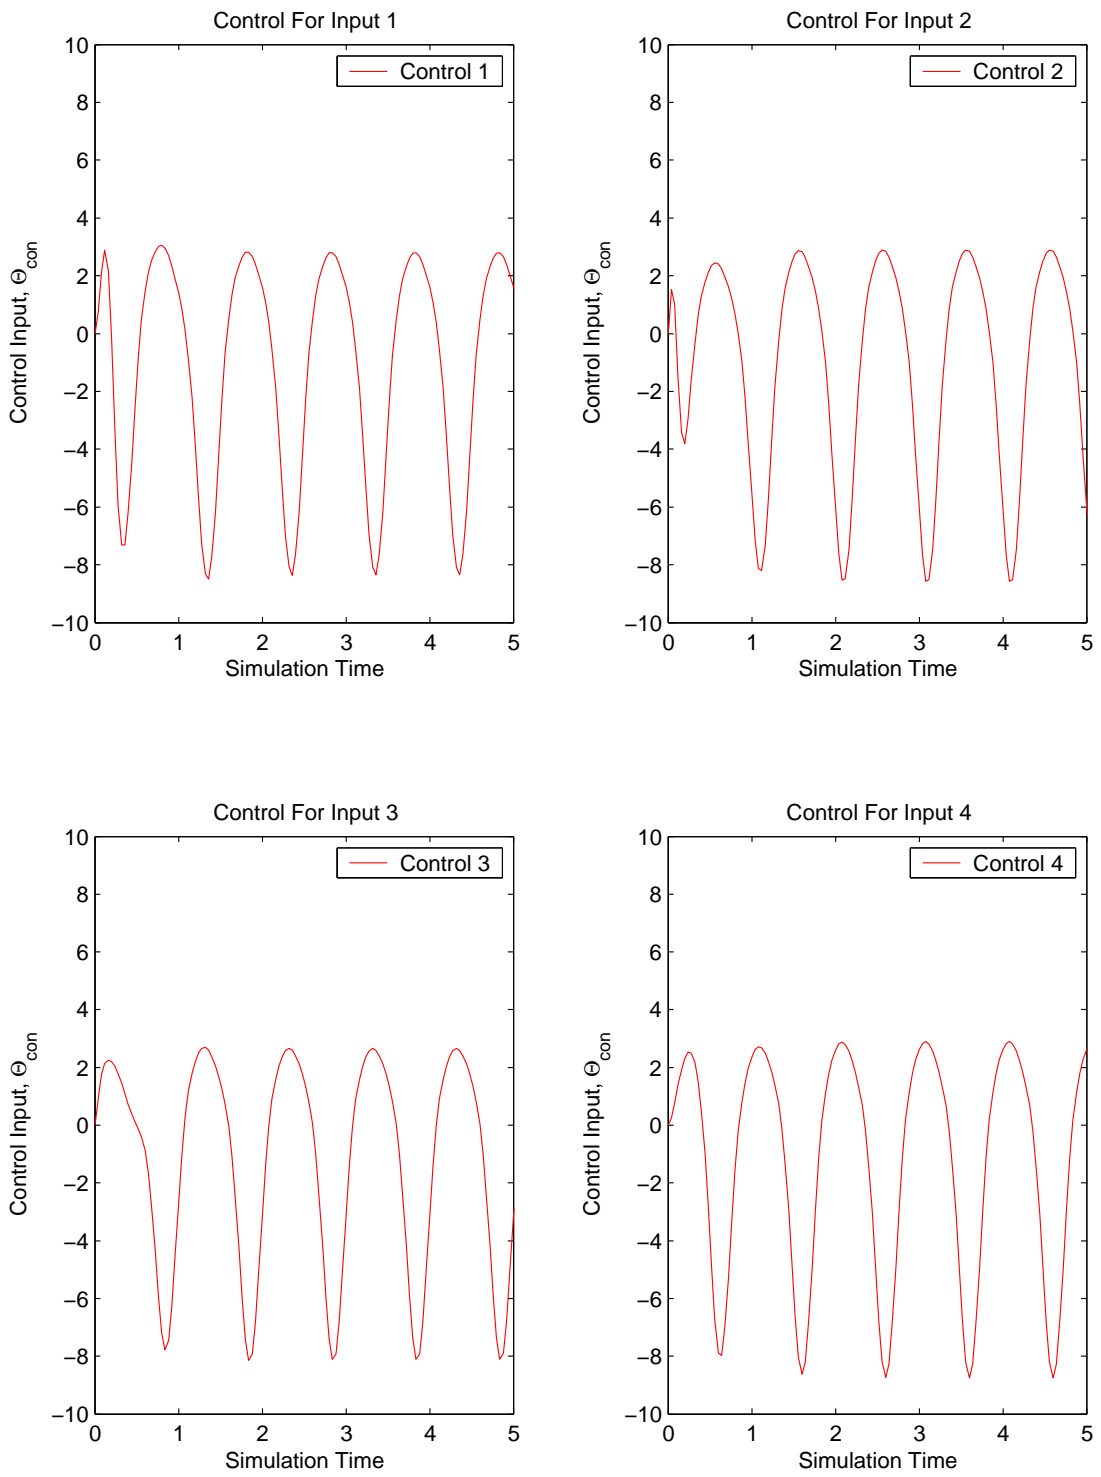 Control For Input 1
10
8
6
4
2
0
−2
−4
−6
−8
−10
Control Input, Θcon
Control 1
0 1 2 3 4 5
Simulation Time
Control For Input 2
10
8
6
4
2
0
−2
−4
−6
−8
−10
Control Input, Θcon
Control 2
0 1 2 3 4 5
Simulation Time
Control For Input 3
10
8
6
4
2
0
−2
−4
−6
−8
−10
Control Input, Θcon
Control 3
0 1 2 3 4 5
Simulation Time
Control For Input 4
10
8
6
4
2
0
−2
−4
−6
−8
−10
Control Input, Θcon
Control 4
0 1 2 3 4 5
Simulation Time